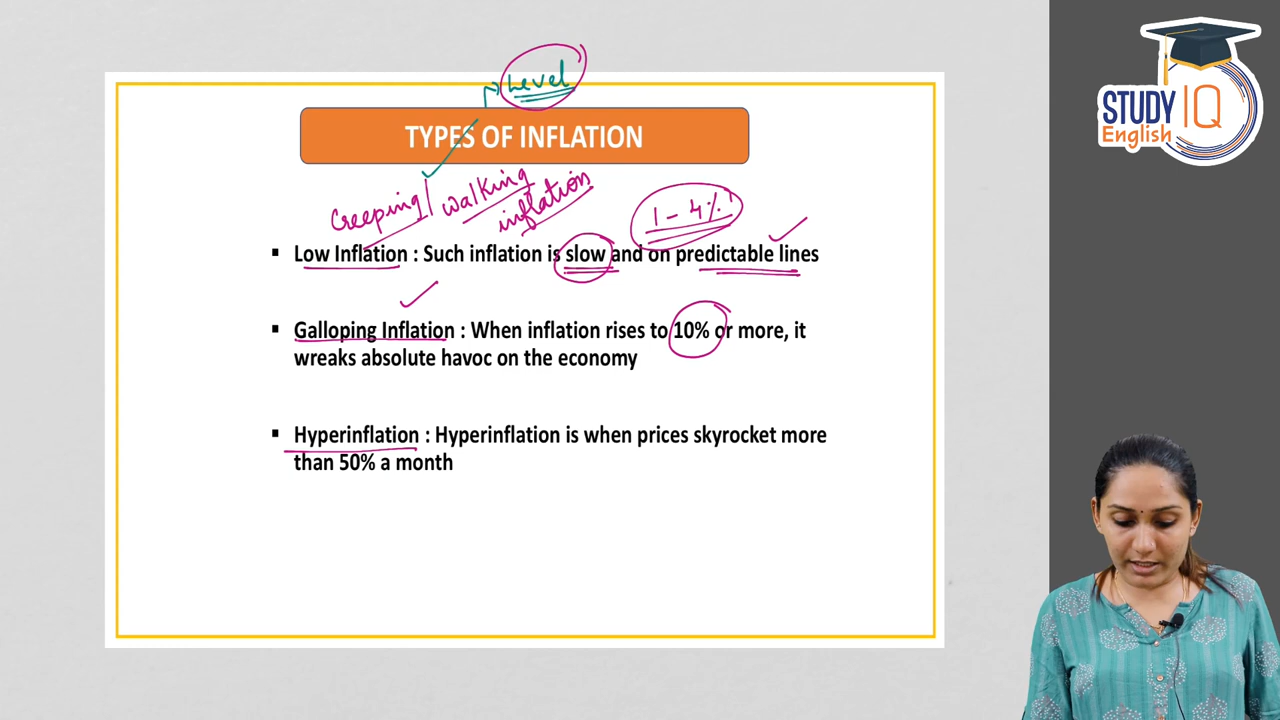 Level
TYPES OF INFLATION
Creeping/ walking
inflation
1 - 4%
▪ Low Inflation : Such inflation is slow and on predictable lines
▪ Galloping Inflation : When inflation rises to 10% or more, it
wreaks absolute havoc on the economy
▪ Hyperinflation : Hyperinflation is when prices skyrocket more
than 50% a month
STUDY IQ
English